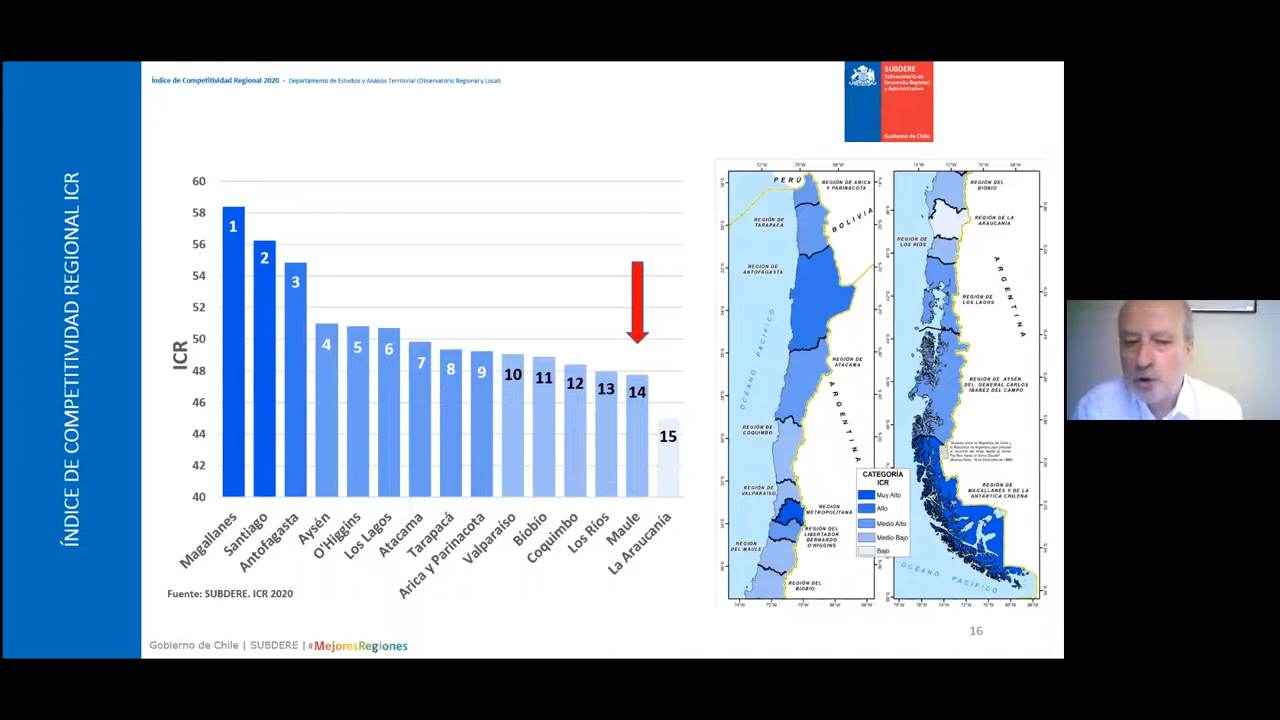 Índice de Competitividad Regional 2020 - Departamento de Estudios y Análisis Territorial (Observatorio Regional y Local)
SUBDERE
Subsecretaría de
Desarrollo Regional
y Administrativo
Gobierno de Chile
ÍNDICE DE COMPETITIVIDAD REGIONAL ICR
ICR
60
58
56
54
52
50
48
46
44
42
40
1
2
3
4
5
6
7
8
9
10
11
12
13
14
15
Magallanes
Santiago
Antofagasta
Aysén
O'Higgins
Los Lagos
Atacama
Tarapacá
Arica y Parinacota
Valparaíso
Biobío
Coquimbo
Los Ríos
Maule
La Araucanía
Fuente: SUBDERE. ICR 2020
PERÚ
REGIÓN DE ARICA
Y PARINACOTA
REGIÓN DE
TARAPACÁ
BOLIVIA
REGIÓN DE
ANTOFAGASTA
OCÉANO PACÍFICO
REGIÓN DE
ATACAMA
ARGENTINA
REGIÓN DE
COQUIMBO
REGIÓN DE
VALPARAÍSO
REGIÓN
METROPOLITANA
REGIÓN DEL
LIBERTADOR
BERNARDO
O'HIGGINS
REGIÓN
DEL MAULE
REGIÓN DEL
BIOBÍO
CATEGORÍA
ICR
Muy Alto
Alto
Medio Alto
Medio Bajo
Bajo
REGIÓN DEL
BIOBÍO
REGIÓN DE LA
ARAUCANÍA
REGIÓN DE
LOS RÍOS
ARGENTINA
REGIÓN DE
LOS LAGOS
REGIÓN DE AYSÉN
DEL GENERAL CARLOS
IBAÑEZ DEL CAMPO
REGIÓN DE
MAGALLANES Y DE LA
ANTÁRTICA CHILENA
OCÉANO PACÍFICO
16
Gobierno de Chile | SUBDERE | #MejoresRegiones